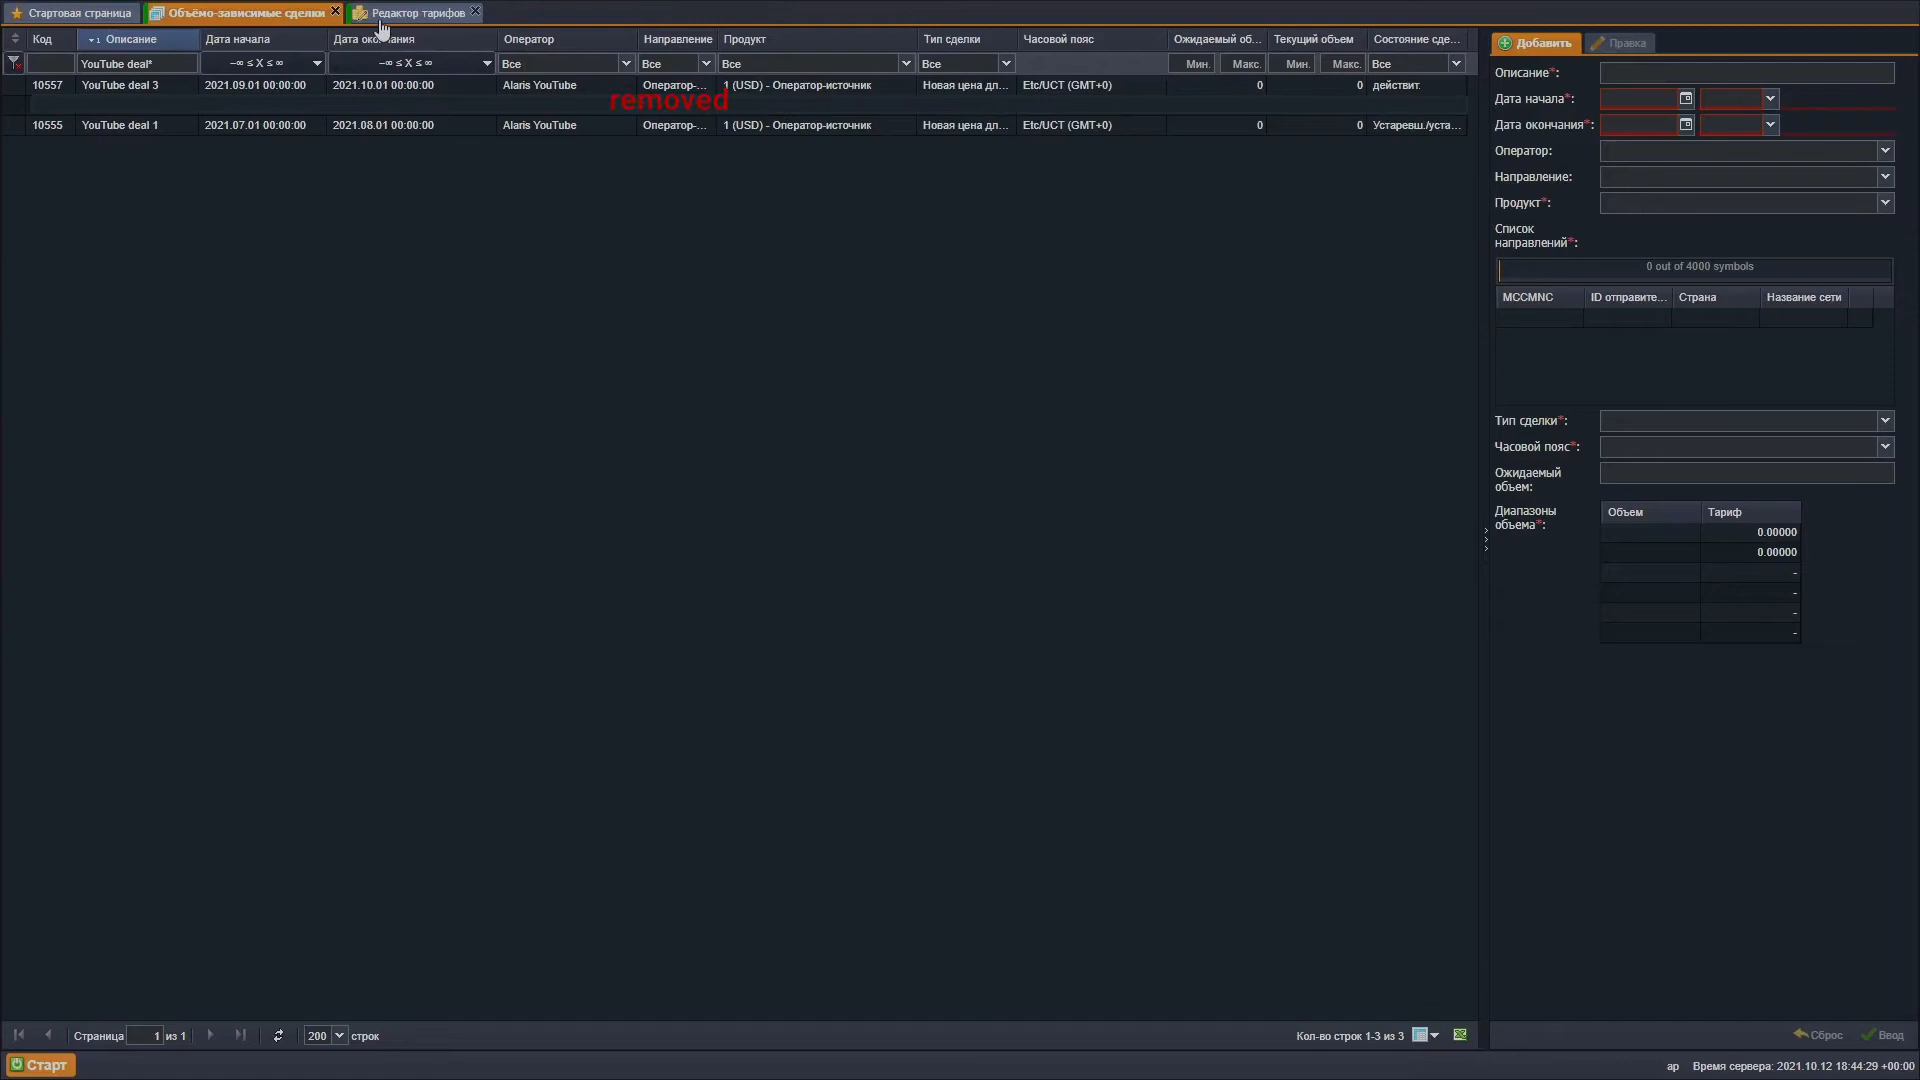 Стартовая страница Объёмо-зависимые сделки Редактор тарифов
Код 1 Описание Дата начала Дата окончания Оператор Направление Продукт Тип сделки Часовой пояс Ожидаемый об... Текущий объем Состояние сде...
YouTube deal* -∞ ≤ X ≤ ∞ -∞ ≤ X ≤ ∞ Все Все Все Все Мин. Макс. Мин. Макс. Все
10557 YouTube deal 3 2021.09.01 00:00:00 2021.10.01 00:00:00 Alaris YouTube Оператор-... 1 (USD) - Оператор-источник Новая цена дл... Etc/UCT (GMT+0) 0 0 действит.
removed
10555 YouTube deal 1 2021.07.01 00:00:00 2021.08.01 00:00:00 Alaris YouTube Оператор-... 1 (USD) - Оператор-источник Новая цена дл... Etc/UCT (GMT+0) 0 0 Устаревш./уста...
Добавить Правка
Описание*:
Дата начала*:
Дата окончания*:
Оператор:
Направление:
Продукт*:
Список
направлений*:
0 out of 4000 symbols
MCCMNC ID отправите... Страна Название сети
Тип сделки*:
Часовой пояс*:
Ожидаемый
объем:
Диапазоны
объема*:
Объем Тариф
0.00000
0.00000
-
-
-
-
Страница 1 из 1 200 строк Кол-во строк 1-3 из 3
Сброс Ввод
Старт
ap Время сервера: 2021.10.12 18:44:29 +00:00